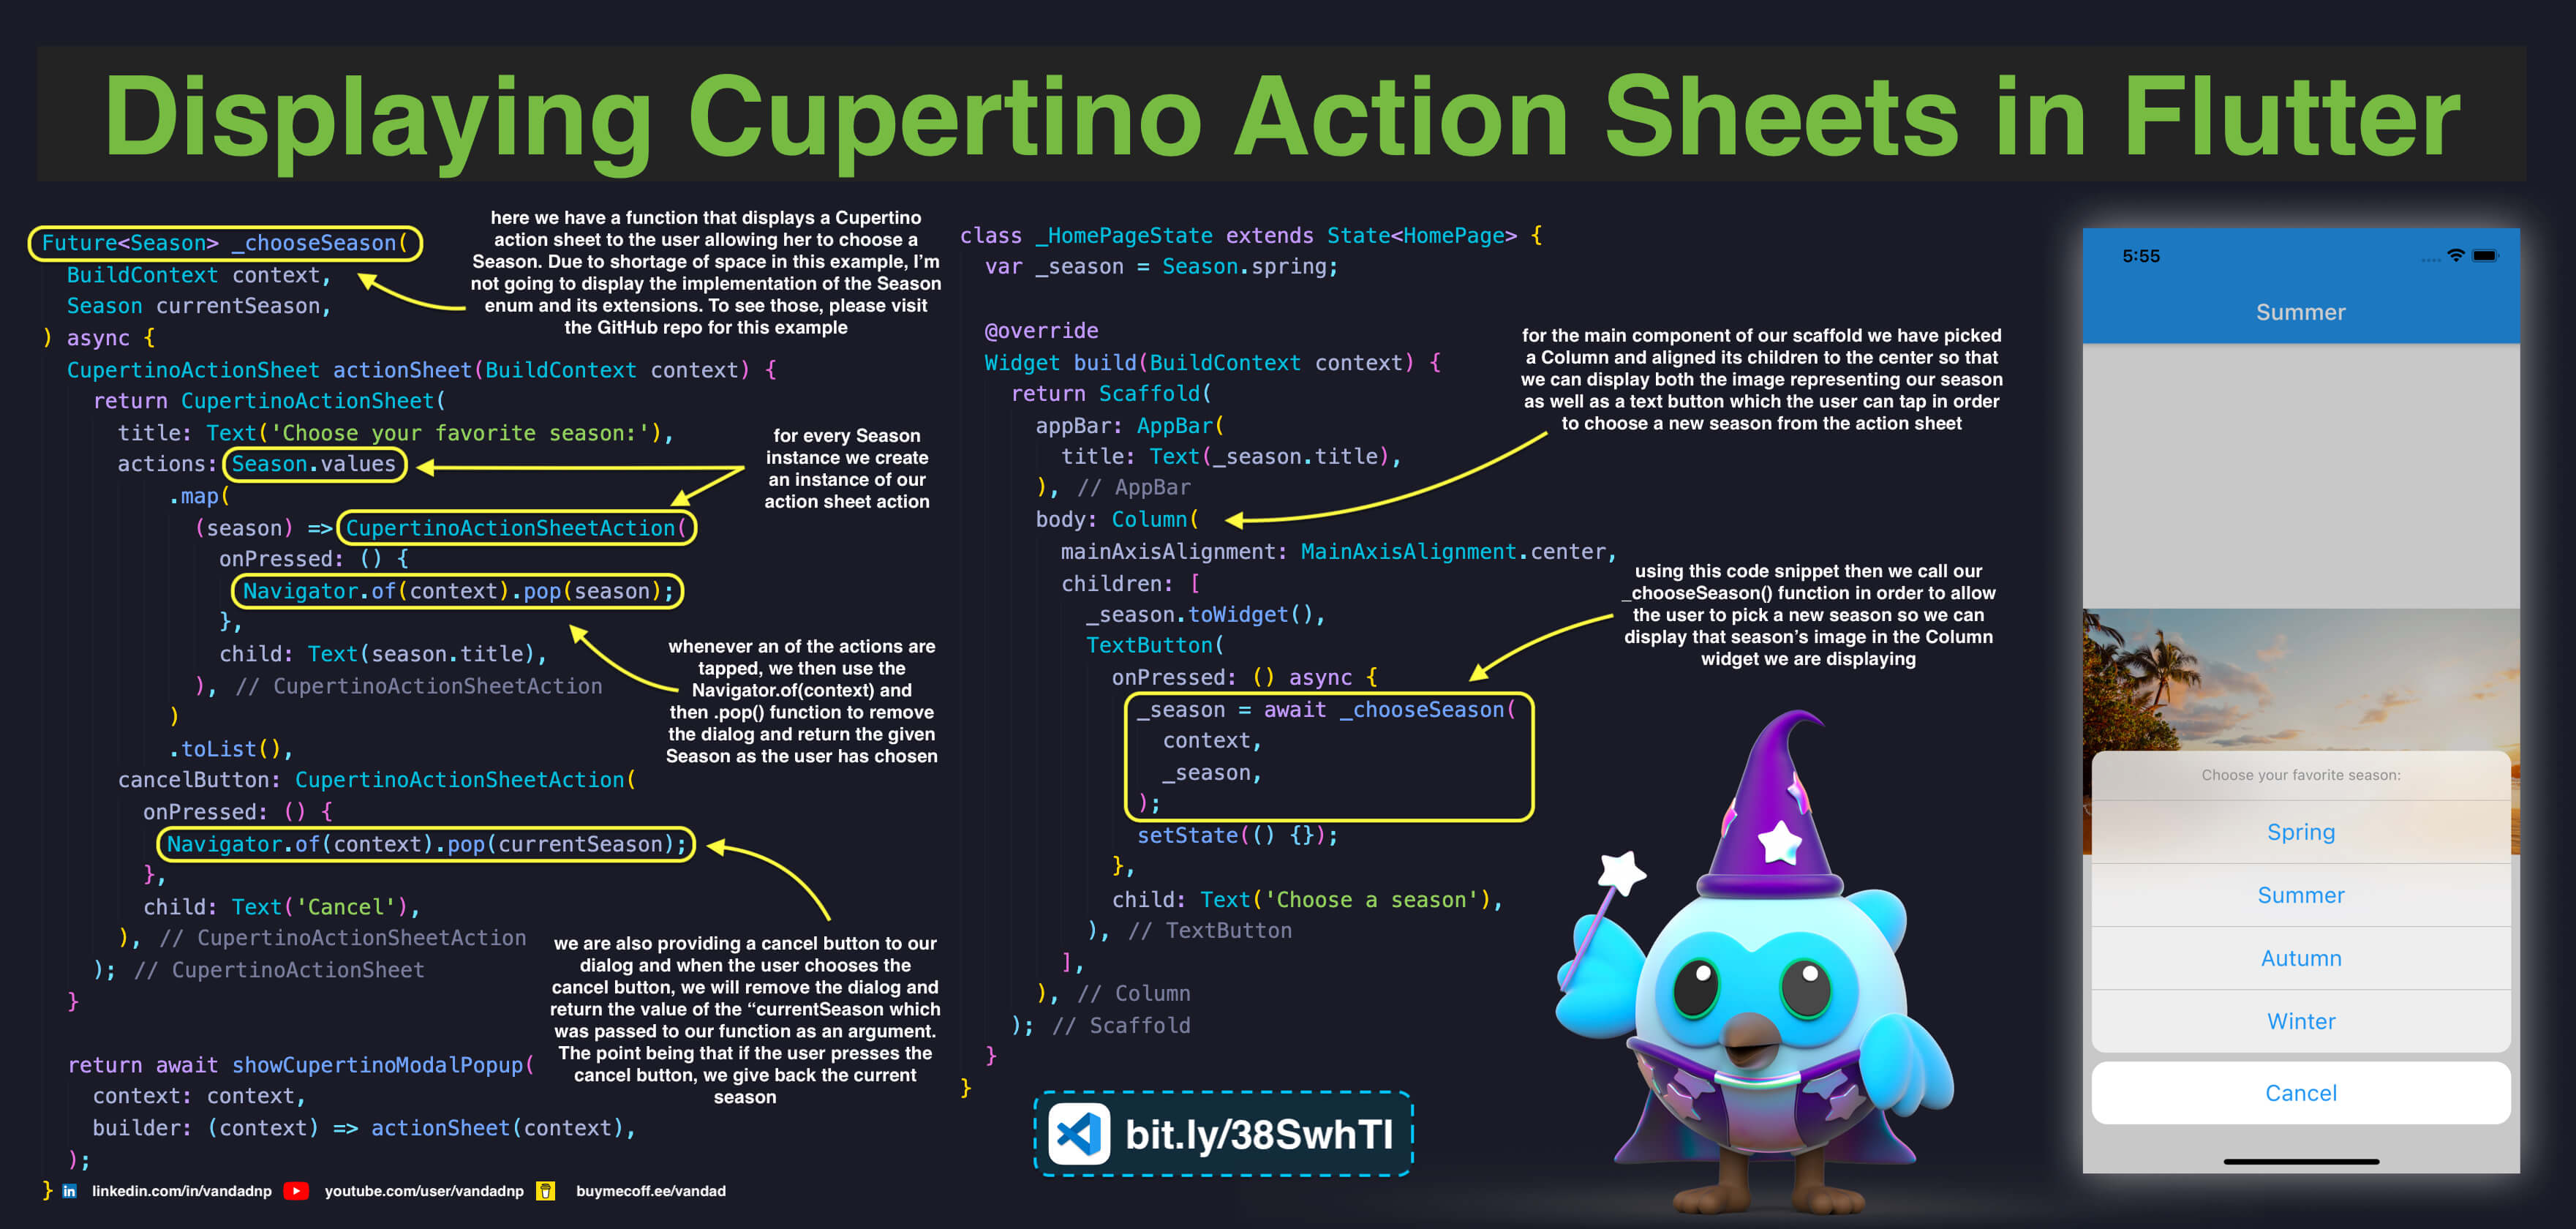 Displaying Cupertino Action Sheets in Flutter
Future<Season> _chooseSeason(
BuildContext context,
Season currentSeason,
) async {
CupertinoActionSheet actionSheet(BuildContext context) {
return CupertinoActionSheet(
title: Text('Choose your favorite season:'),
actions: Season.values
.map(
(season) => CupertinoActionSheetAction(
onPressed: () {
Navigator.of(context).pop(season);
},
child: Text(season.title),
), // CupertinoActionSheetAction
)
.toList(),
cancelButton: CupertinoActionSheetAction(
onPressed: () {
Navigator.of(context).pop(currentSeason);
},
child: Text('Cancel'),
), // CupertinoActionSheetAction
); // CupertinoActionSheet
}
return await showCupertinoModalPopup(
context: context,
builder: (context) => actionSheet(context),
);
}
here we have a function that displays a Cupertino
action sheet to the user allowing her to choose a
Season. Due to shortage of space in this example, I'm
not going to display the implementation of the Season
enum and its extensions. To see those, please visit
the GitHub repo for this example
for every Season
instance we create
an instance of our
action sheet action
whenever an of the actions are
tapped, we then use the
Navigator.of(context) and
then .pop() function to remove
the dialog and return the given
Season as the user has chosen
we are also providing a cancel button to our
dialog and when the user chooses the
cancel button, we will remove the dialog and
return the value of the “currentSeason which
was passed to our function as an argument.
The point being that if the user presses the
cancel button, we give back the current
season
linkedin.com/in/vandadnp youtube.com/user/vandadnp buymecoff.ee/vandad
class _HomePageState extends State<HomePage> {
var _season = Season.spring;
@override
Widget build(BuildContext context) {
return Scaffold(
appBar: AppBar(
title: Text(_season.title),
), // AppBar
body: Column(
mainAxisAlignment: MainAxisAlignment.center,
children: [
_season.toWidget(),
TextButton(
onPressed: () async {
_season = await _chooseSeason(
context,
_season,
);
setState(() {});
},
child: Text('Choose a season'),
), // TextButton
],
), // Column
); // Scaffold
}
}
for the main component of our scaffold we have picked
a Column and aligned its children to the center so that
we can display both the image representing our season
as well as a text button which the user can tap in order
to choose a new season from the action sheet
using this code snippet then we call our
_chooseSeason() function in order to allow
the user to pick a new season so we can
display that season's image in the Column
widget we are displaying
bit.ly/38SwhTl
5:55
Summer
Choose your favorite season:
Spring
Summer
Autumn
Winter
Cancel